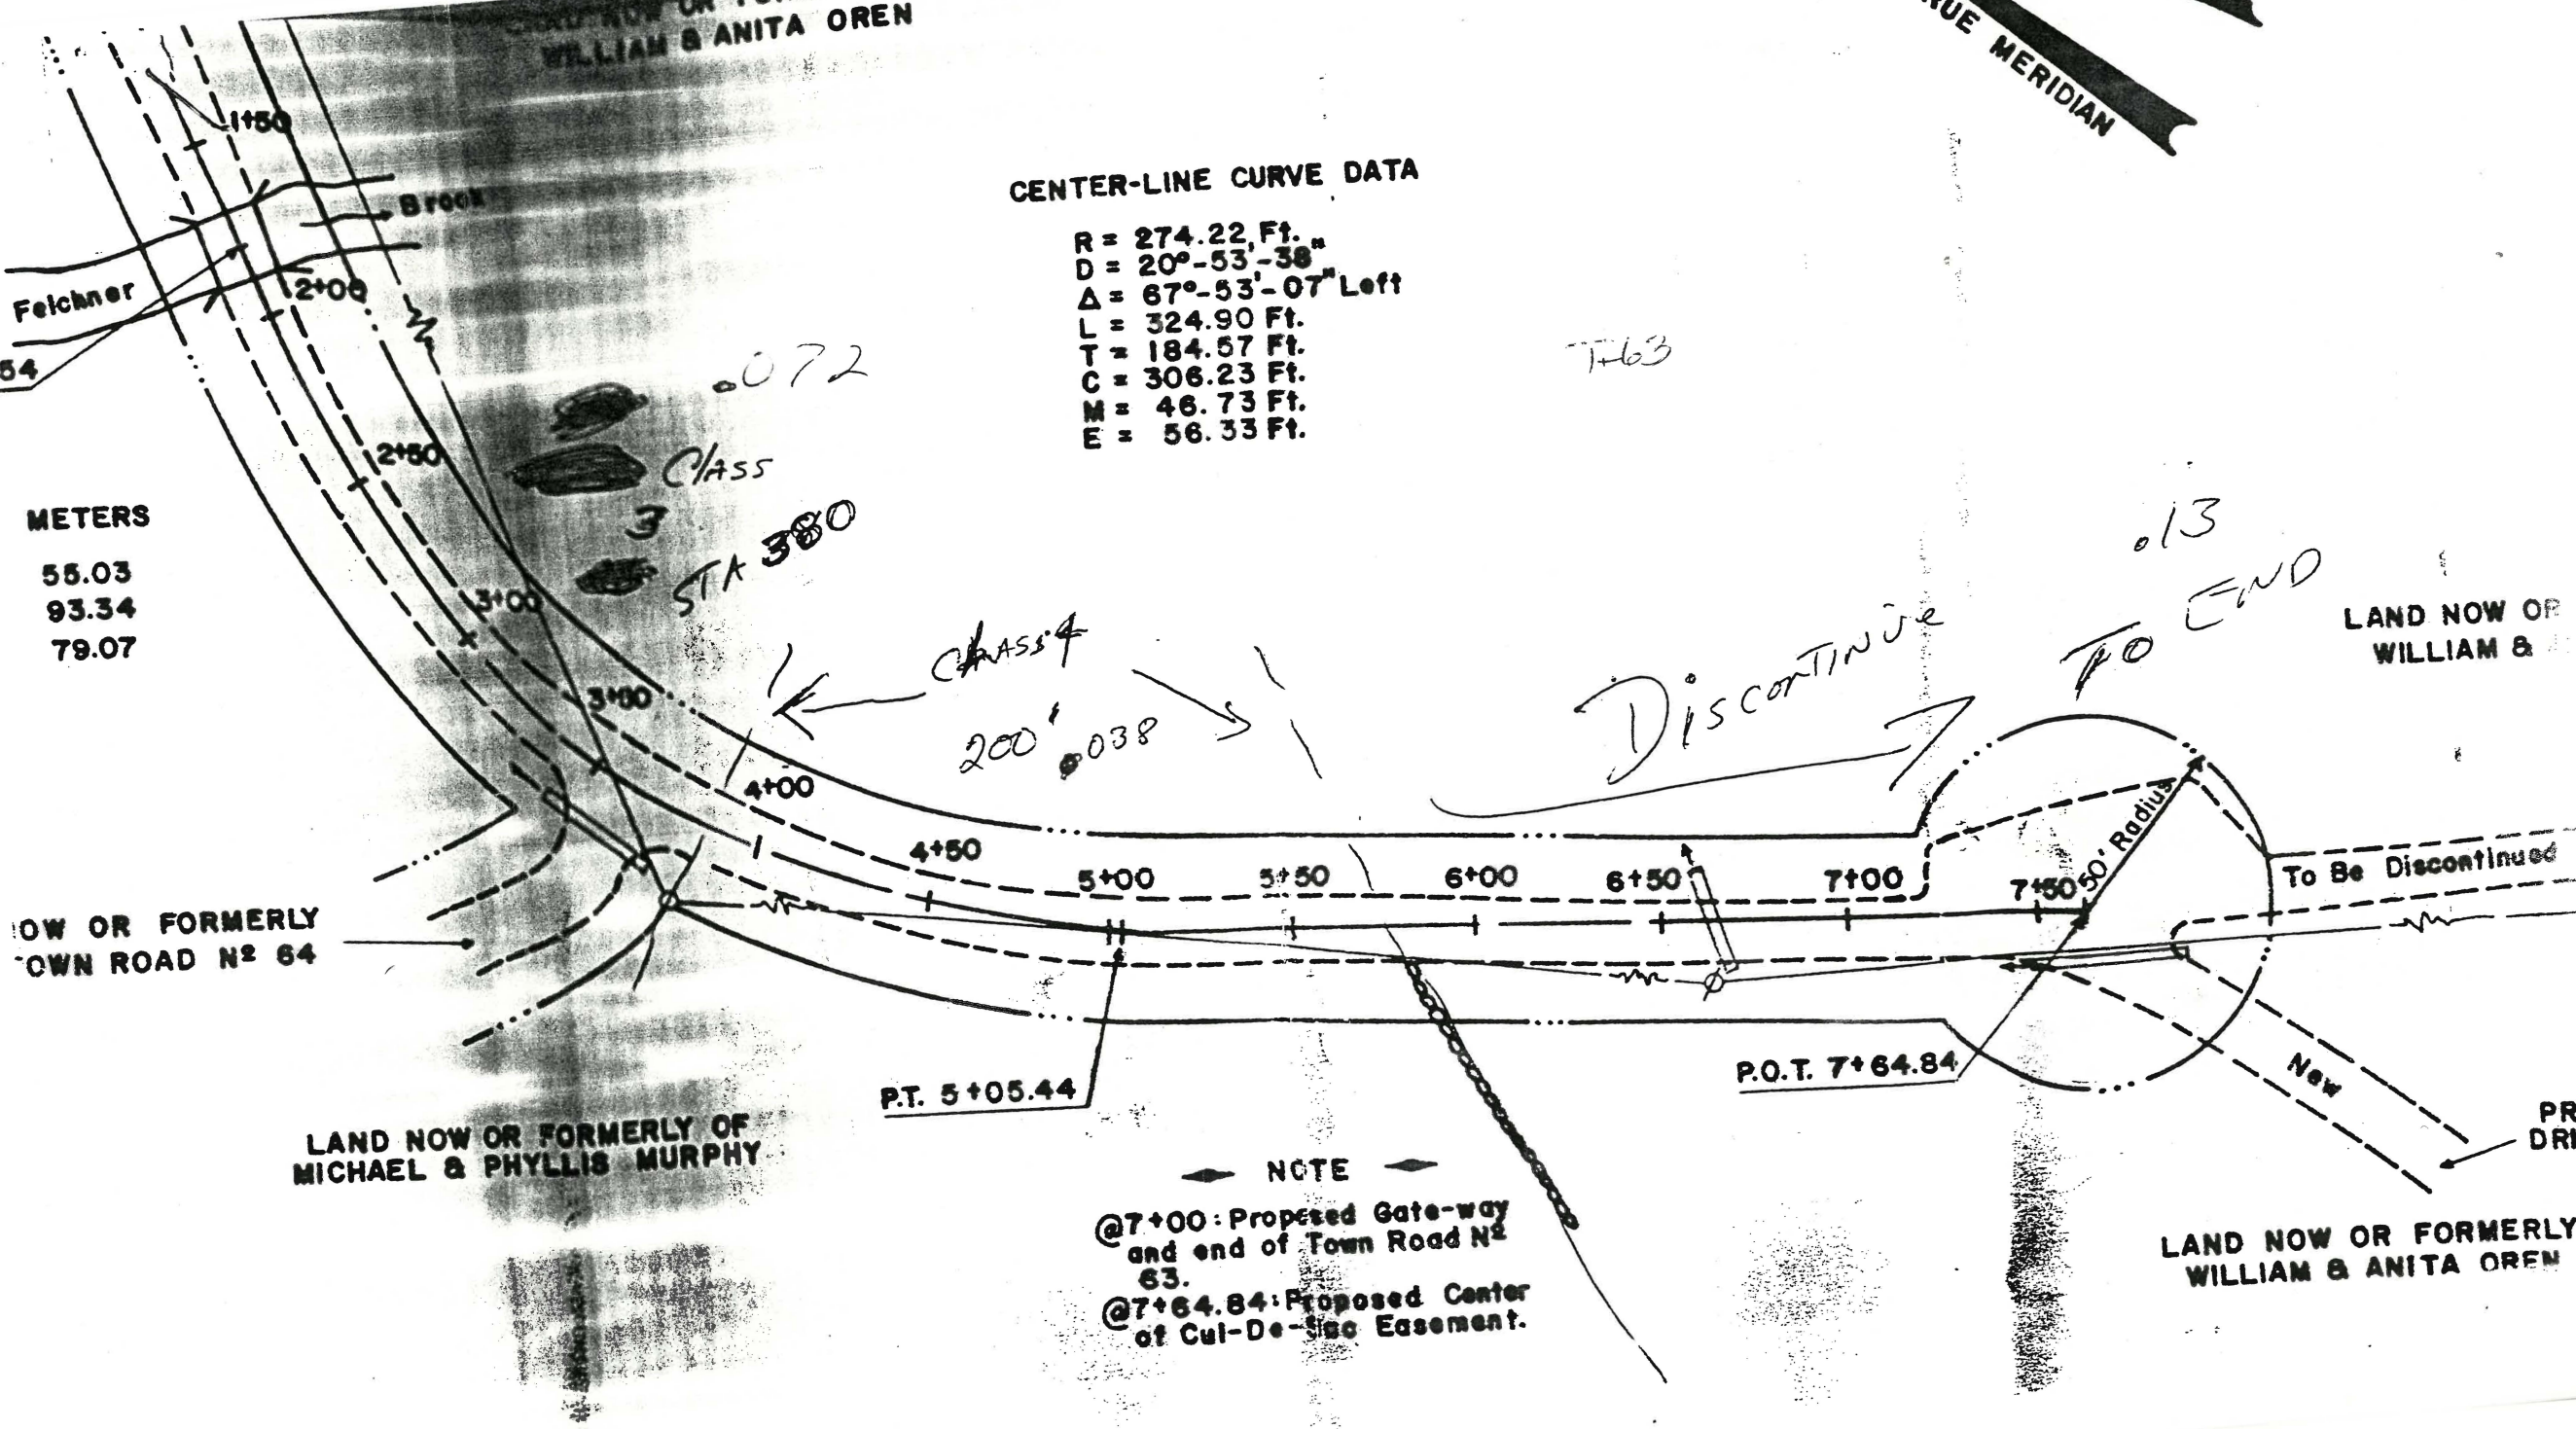 WILLIAM & ANITA OREN
MERIDIAN
1+50
Brook
Felchner
2+00
54
CENTER-LINE CURVE DATA
R = 274.22 Ft.
D = 20°-53'-38"
Δ = 67°-53'-07" Left
L = 324.90 Ft.
T = 184.57 Ft.
C = 306.23 Ft.
M = 46.73 Ft.
E = 56.33 Ft.
T+63
.072
2+50
Class
3
STA 380
METERS
55.03
93.34
79.07
3+00
3+50
4+00
CLASS 4
200' .038
Discontinue
.13
TO END
LAND NOW OR
WILLIAM &
4+50
5+00
5+50
6+00
6+50
7+00
7+50
50' Radius
To Be Discontinued
OW OR FORMERLY
OWN ROAD Nº 64
P.T. 5+05.44
P.O.T. 7+64.84
New
PR
DRI
LAND NOW OR FORMERLY OF
MICHAEL & PHYLLIS MURPHY
NOTE
@7+00: Proposed Gate-way
and end of Town Road Nº
63.
@7+64.84: Proposed Center
of Cul-De-Sac Easement.
LAND NOW OR FORMERLY
WILLIAM & ANITA OREN